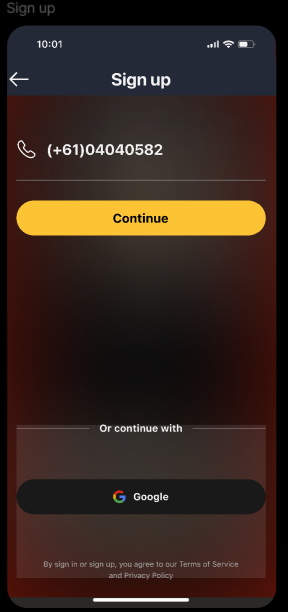 Sign up
10:01
Sign up
(+61)04040582
Continue
Or continue with
Google
By sign in or sign up, you agree to our Terms of Service
and Privacy Policy